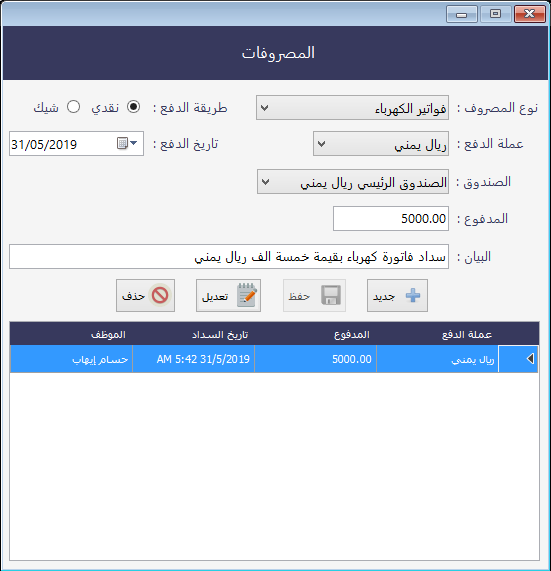 المصروفات
نوع المصروف : فواتير الكهرباء طريقة الدفع : نقدي شيك
عملة الدفع : ريال يمني تاريخ الدفع : 31/05/2019
الصندوق : الصندوق الرئيسي ريال يمني
المدفوع : 5000.00
البيان : سداد فاتورة كهرباء بقيمة خمسة الف ريال يمني
جديد حفظ تعديل حذف
عملة الدفع المدفوع تاريخ السداد الموظف
ريال يمني 5000.00 31/5/2019 5:42 AM حسام إيهاب